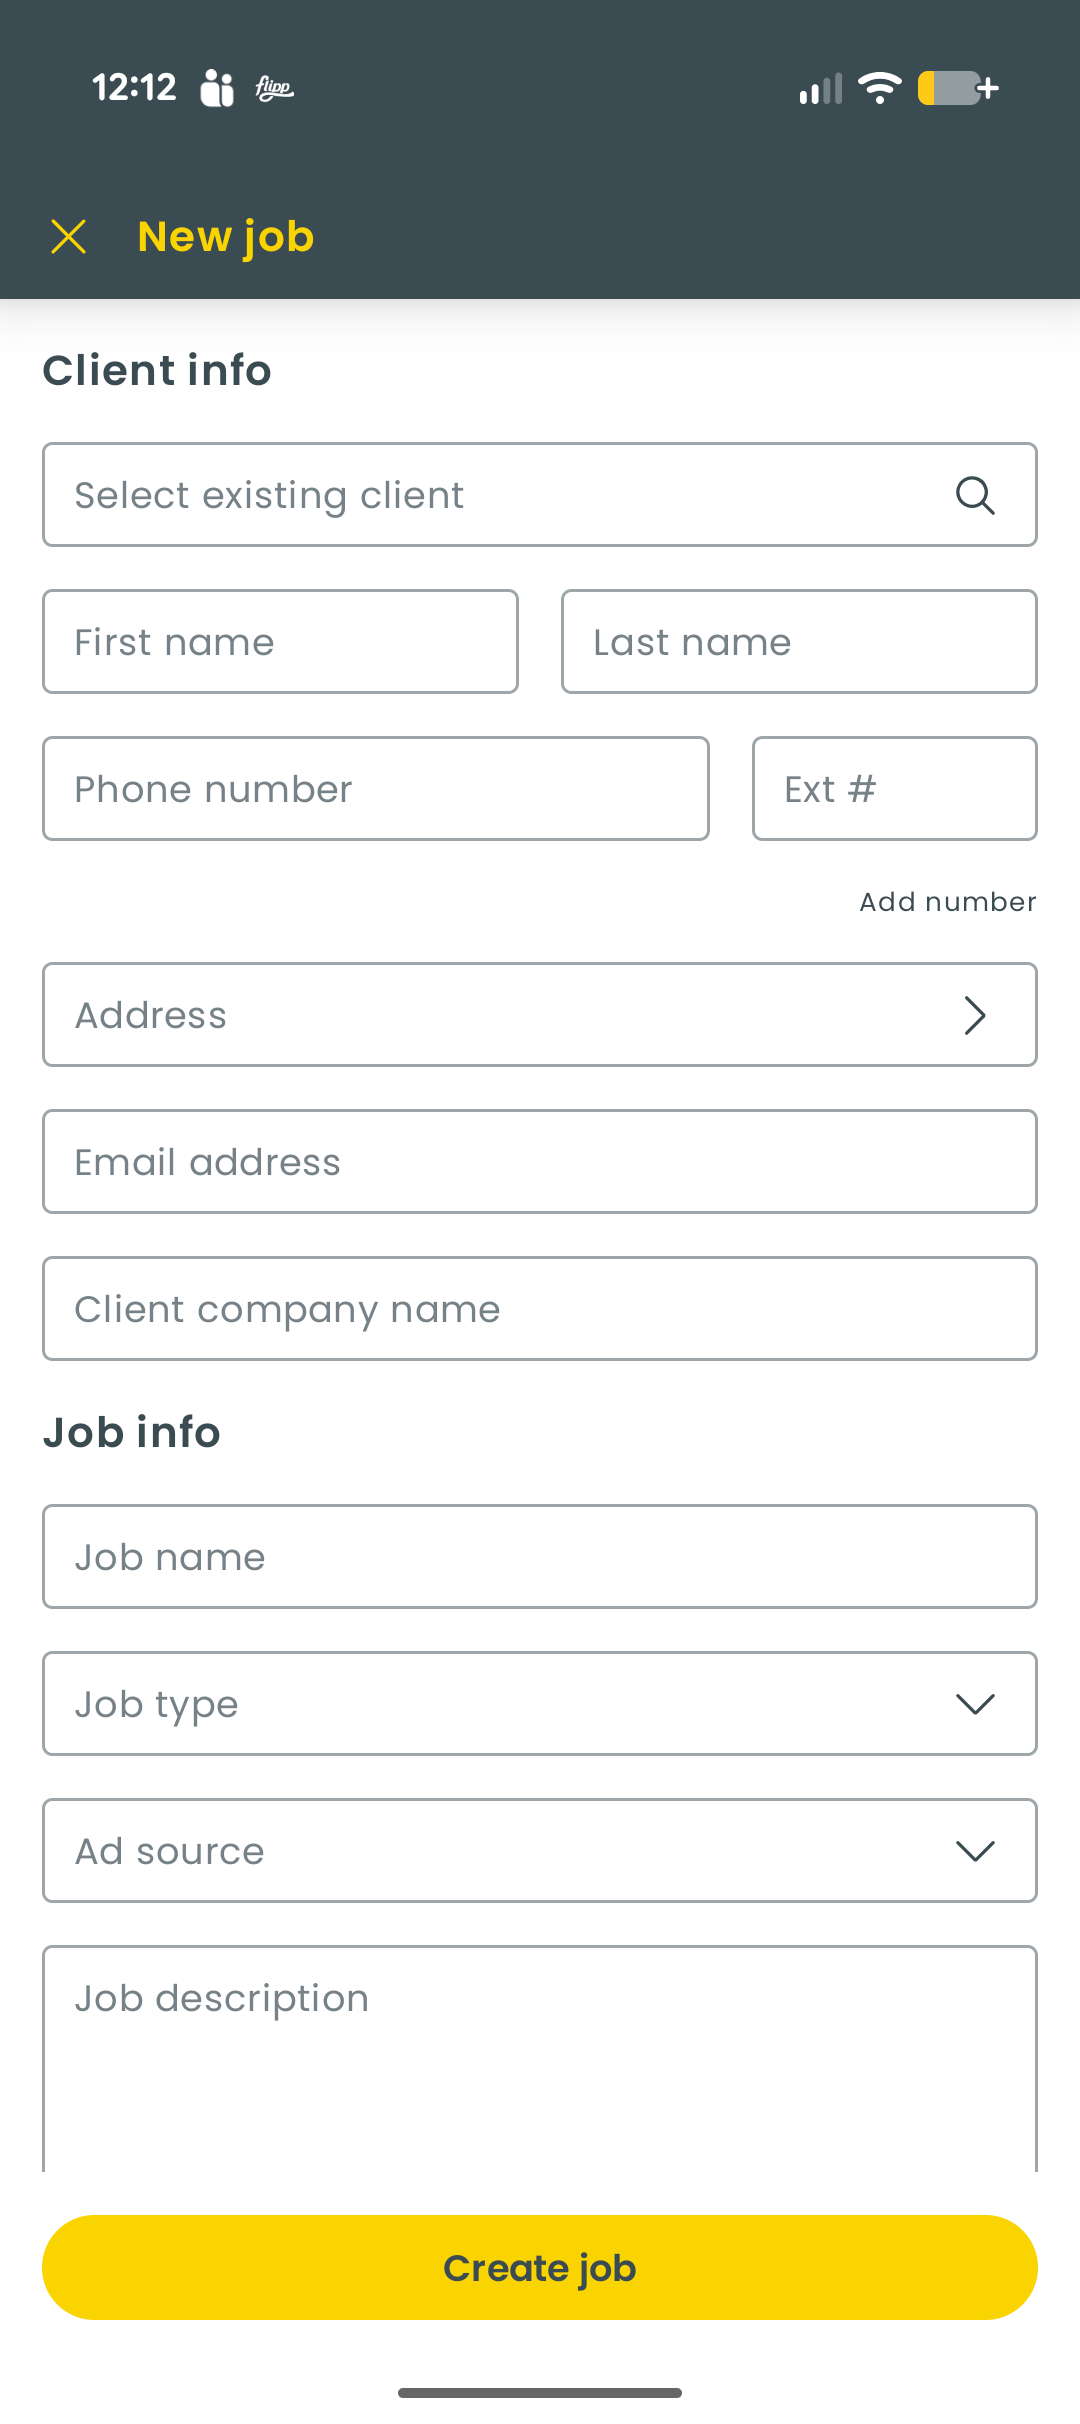 12:12 flipp
New job
Client info
Select existing client
First name Last name
Phone number Ext #
Add number
Address
Email address
Client company name
Job info
Job name
Job type
Ad source
Job description
Create job